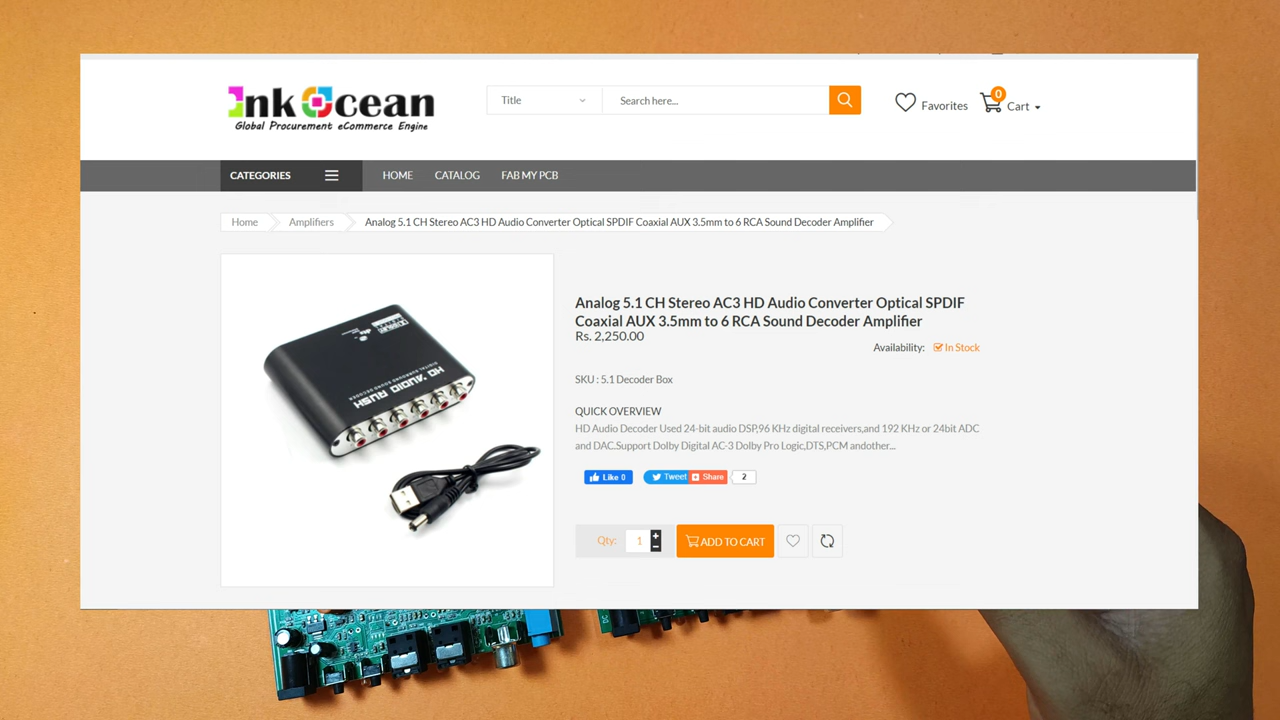 Ink Ocean
Global Procurement eCommerce Engine
Title
Search here...
Favorites
0
Cart
CATEGORIES
HOME
CATALOG
FAB MY PCB
Home
Amplifiers
Analog 5.1 CH Stereo AC3 HD Audio Converter Optical SPDIF Coaxial AUX 3.5mm to 6 RCA Sound Decoder Amplifier
HD AUDIO RUSH
DIGITAL SURROUND SOUND DECODER
Analog 5.1 CH Stereo AC3 HD Audio Converter Optical SPDIF
Coaxial AUX 3.5mm to 6 RCA Sound Decoder Amplifier
Rs. 2,250.00
Availability: In Stock
SKU : 5.1 Decoder Box
QUICK OVERVIEW
HD Audio Decoder Used 24-bit audio DSP,96 KHz digital receivers,and 192 KHz or 24bit ADC
and DAC.Support Dolby Digital AC-3 Dolby Pro Logic,DTS,PCM andother...
Like 0
Tweet
Share
2
Qty:
1
ADD TO CART